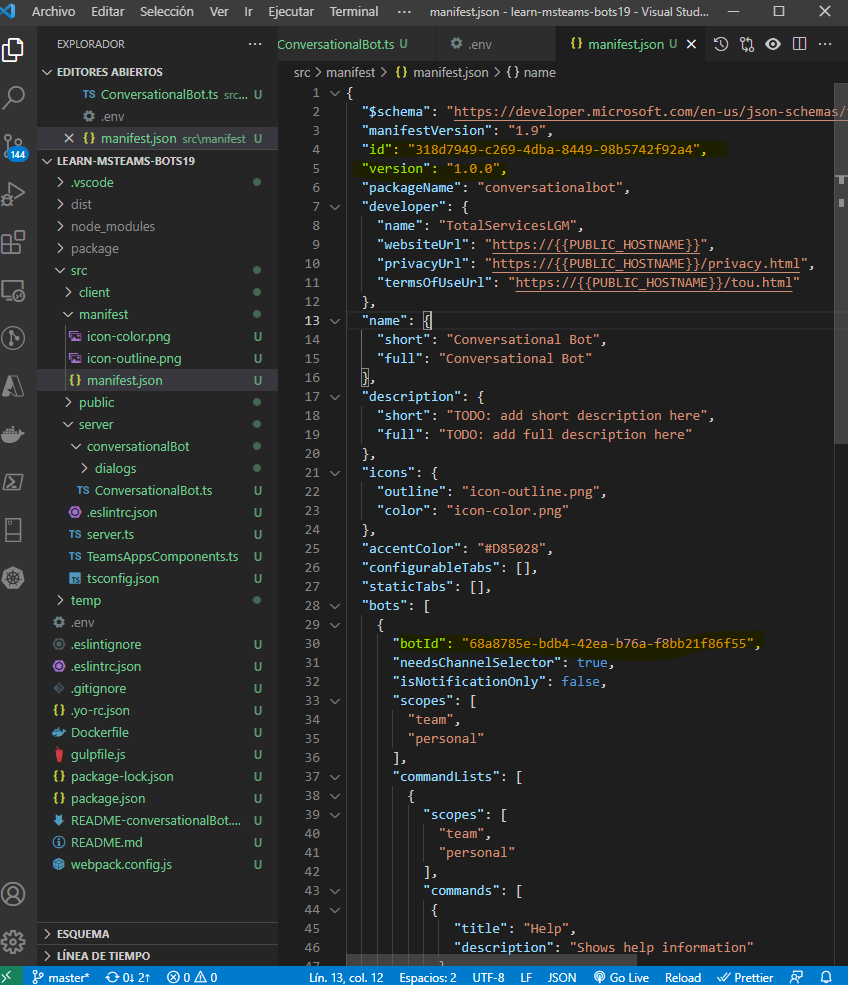 Archivo Editar Selección Ver Ir Ejecutar Terminal ··· manifest.json - learn-msteams-bots19 - Visual Stud...
EXPLORADOR ···
EDITORES ABIERTOS
TS ConversationalBot.ts src... U
.env
{} manifest.json src\manifest U
LEARN-MSTEAMS-BOTS19
.vscode
dist
node_modules
package
src
client
manifest
icon-color.png U
icon-outline.png U
{} manifest.json U
public
server
conversationalBot
dialogs
TS ConversationalBot.ts U
.eslintrc.json U
TS server.ts U
TS TeamsAppsComponents.ts U
TS tsconfig.json U
temp
.env
.eslintignore U
.eslintrc.json U
.gitignore U
{} .yo-rc.json U
Dockerfile U
gulpfile.js U
{} package-lock.json U
{} package.json U
README-conversationalBot.... U
README.md U
webpack.config.js U
ESQUEMA
LÍNEA DE TIEMPO
144
ConversationalBot.ts U .env {} manifest.json U
src > manifest > {} manifest.json > {} name
1 {
2 "$schema": "https://developer.microsoft.com/en-us/json-schemas/
3 "manifestVersion": "1.9",
4 "id": "318d7949-c269-4dba-8449-98b5742f92a4",
5 "version": "1.0.0",
6 "packageName": "conversationalbot",
7 "developer": {
8 "name": "TotalServicesLGM",
9 "websiteUrl": "https://{{PUBLIC_HOSTNAME}}",
10 "privacyUrl": "https://{{PUBLIC_HOSTNAME}}/privacy.html",
11 "termsOfUseUrl": "https://{{PUBLIC_HOSTNAME}}/tou.html"
12 },
13 "name": {
14 "short": "Conversational Bot",
15 "full": "Conversational Bot"
16 },
17 "description": {
18 "short": "TODO: add short description here",
19 "full": "TODO: add full description here"
20 },
21 "icons": {
22 "outline": "icon-outline.png",
23 "color": "icon-color.png"
24 },
25 "accentColor": "#D85028",
26 "configurableTabs": [],
27 "staticTabs": [],
28 "bots": [
29 {
30 "botId": "68a8785e-bdb4-42ea-b76a-f8bb21f86f55",
31 "needsChannelSelector": true,
32 "isNotificationOnly": false,
33 "scopes": [
34 "team",
35 "personal"
36 ],
37 "commandLists": [
38 {
39 "scopes": [
40 "team",
41 "personal"
42 ],
43 "commands": [
44 {
45 "title": "Help",
46 "description": "Shows help information"
master* 0↓ 2↑ 0 0 Lín. 13, col. 12 Espacios: 2 UTF-8 LF JSON Go Live Reload Prettier